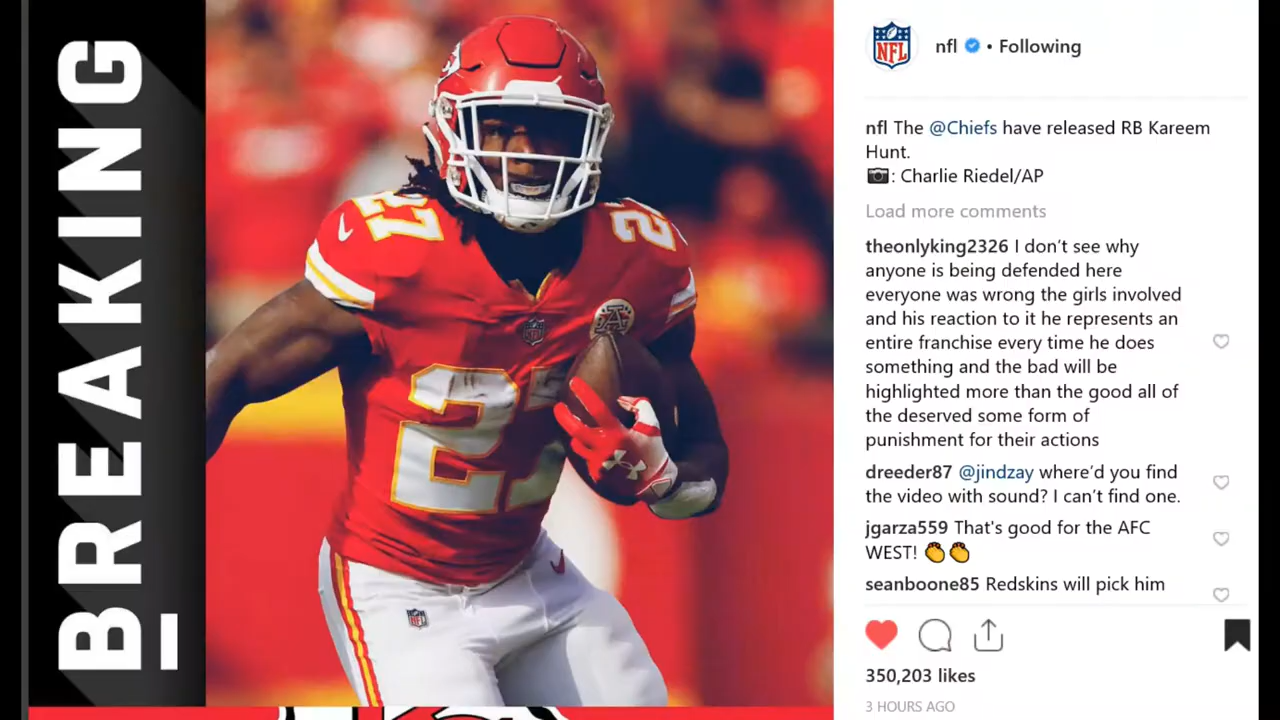 BREAKING
27
2
27
A
NFL
nfl • Following
nfl The @Chiefs have released RB Kareem
Hunt.
: Charlie Riedel/AP
Load more comments
theonlyking2326 I don't see why
anyone is being defended here
everyone was wrong the girls involved
and his reaction to it he represents an
entire franchise every time he does
something and the bad will be
highlighted more than the good all of
the deserved some form of
punishment for their actions
dreeder87 @jindzay where'd you find
the video with sound? I can't find one.
jgarza559 That's good for the AFC
WEST!
seanboone85 Redskins will pick him
350,203 likes
3 HOURS AGO